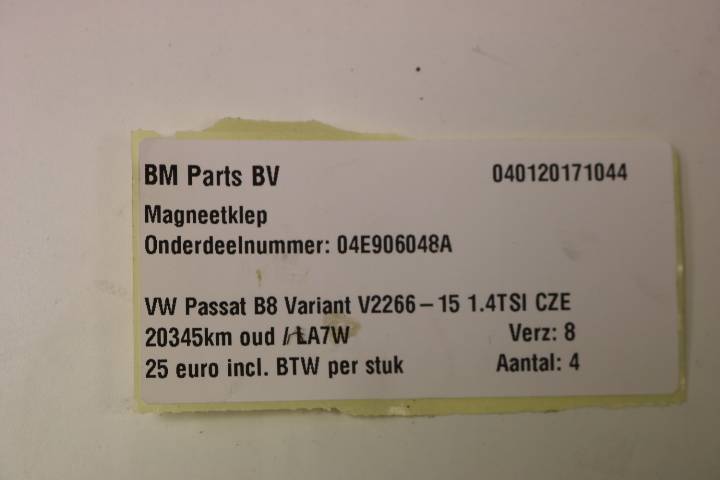 BM Parts BV 040120171044
Magneetklep
Onderdeelnummer: 04E906048A
VW Passat B8 Variant V2266-15 1.4TSI CZE
20345km oud / LA7W Verz: 8
25 euro incl. BTW per stuk Aantal: 4